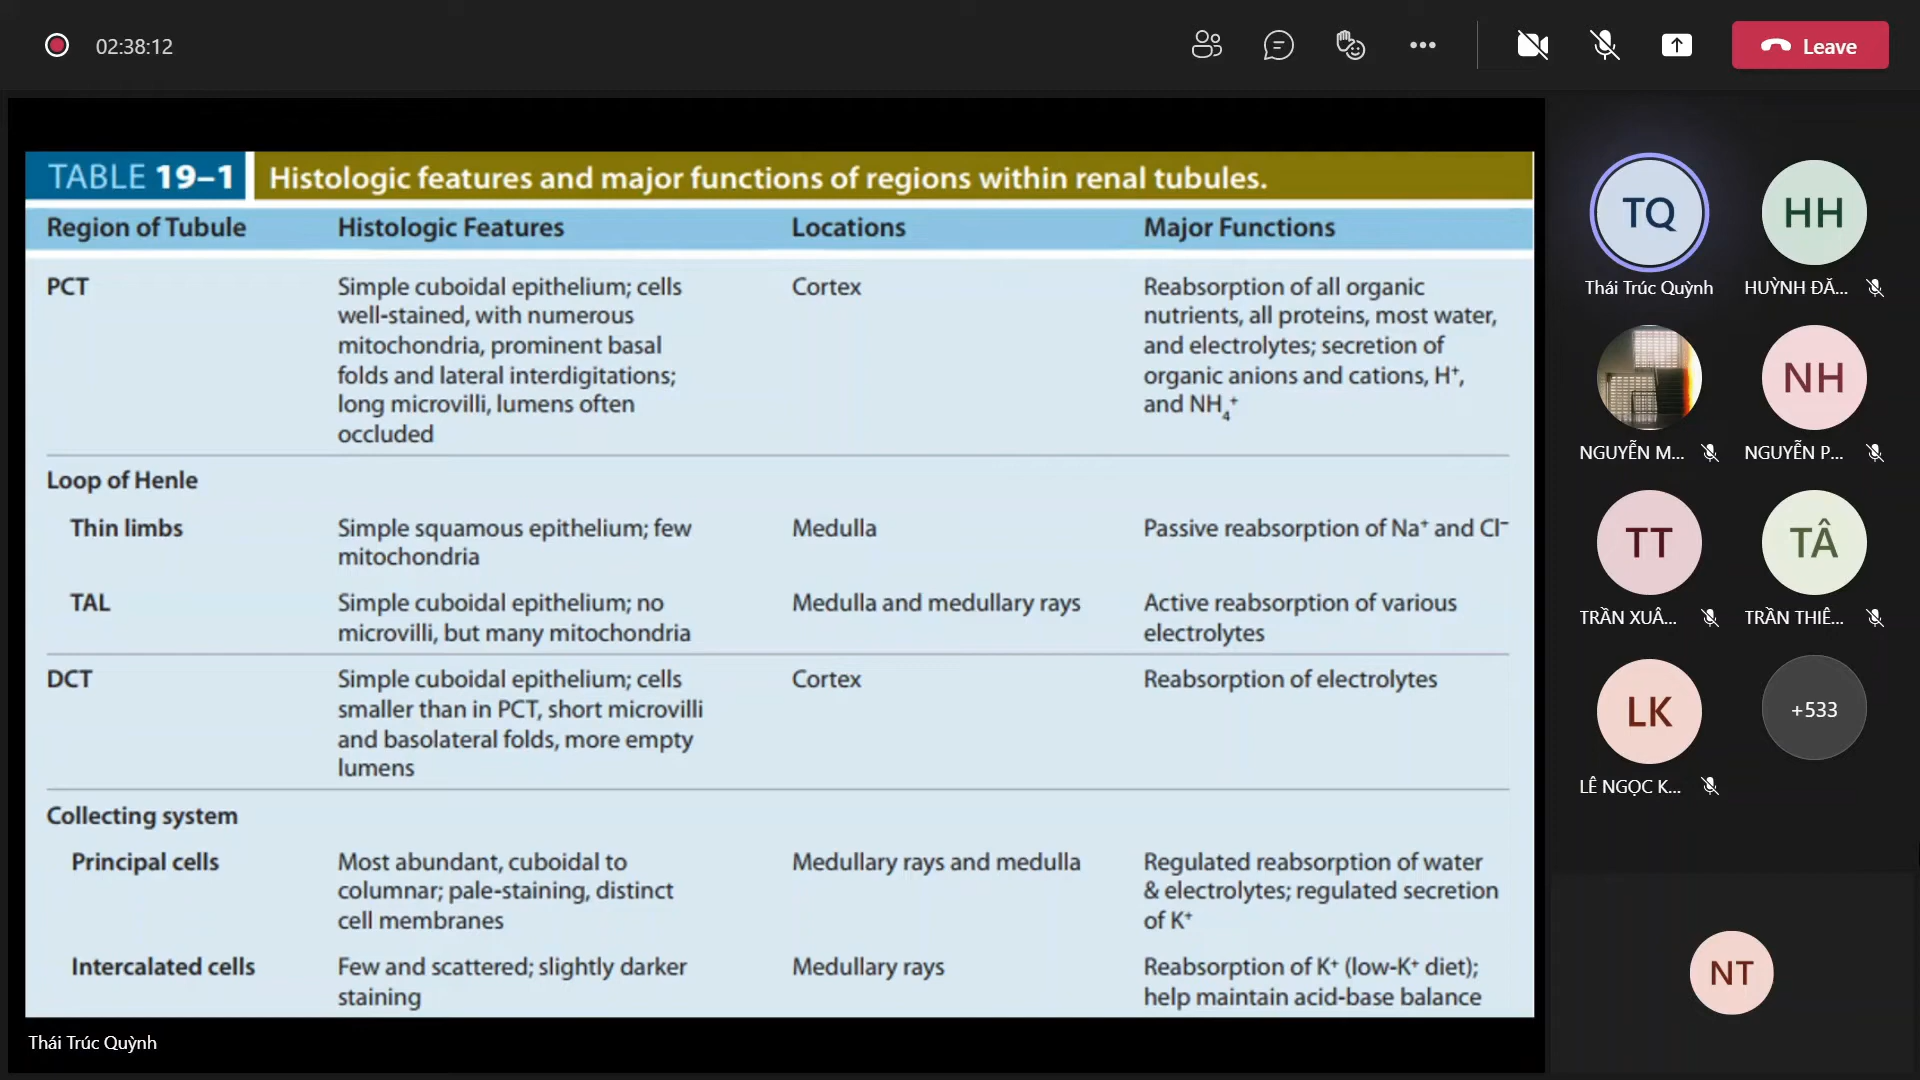 02:38:12
Leave
TABLE 19–1 Histologic features and major functions of regions within renal tubules.
Region of Tubule Histologic Features Locations Major Functions
PCT Simple cuboidal epithelium; cells Cortex Reabsorption of all organic
well-stained, with numerous nutrients, all proteins, most water,
mitochondria, prominent basal and electrolytes; secretion of
folds and lateral interdigitations; organic anions and cations, H⁺,
long microvilli, lumens often and NH₄⁺
occluded
Loop of Henle
Thin limbs Simple squamous epithelium; few Medulla Passive reabsorption of Na⁺ and Cl⁻
mitochondria
TAL Simple cuboidal epithelium; no Medulla and medullary rays Active reabsorption of various
microvilli, but many mitochondria electrolytes
DCT Simple cuboidal epithelium; cells Cortex Reabsorption of electrolytes
smaller than in PCT, short microvilli
and basolateral folds, more empty
lumens
Collecting system
Principal cells Most abundant, cuboidal to Medullary rays and medulla Regulated reabsorption of water
columnar; pale-staining, distinct & electrolytes; regulated secretion
cell membranes of K⁺
Intercalated cells Few and scattered; slightly darker Medullary rays Reabsorption of K⁺ (low-K⁺ diet);
staining help maintain acid-base balance
Thái Trúc Quỳnh
TQ HH
Thái Trúc Quỳnh HUỲNH ĐĂ...
NH
NGUYỄN M... NGUYỄN P...
TT TÂ
TRẦN XUÂ... TRẦN THIÊ...
LK +533
LÊ NGỌC K...
NT